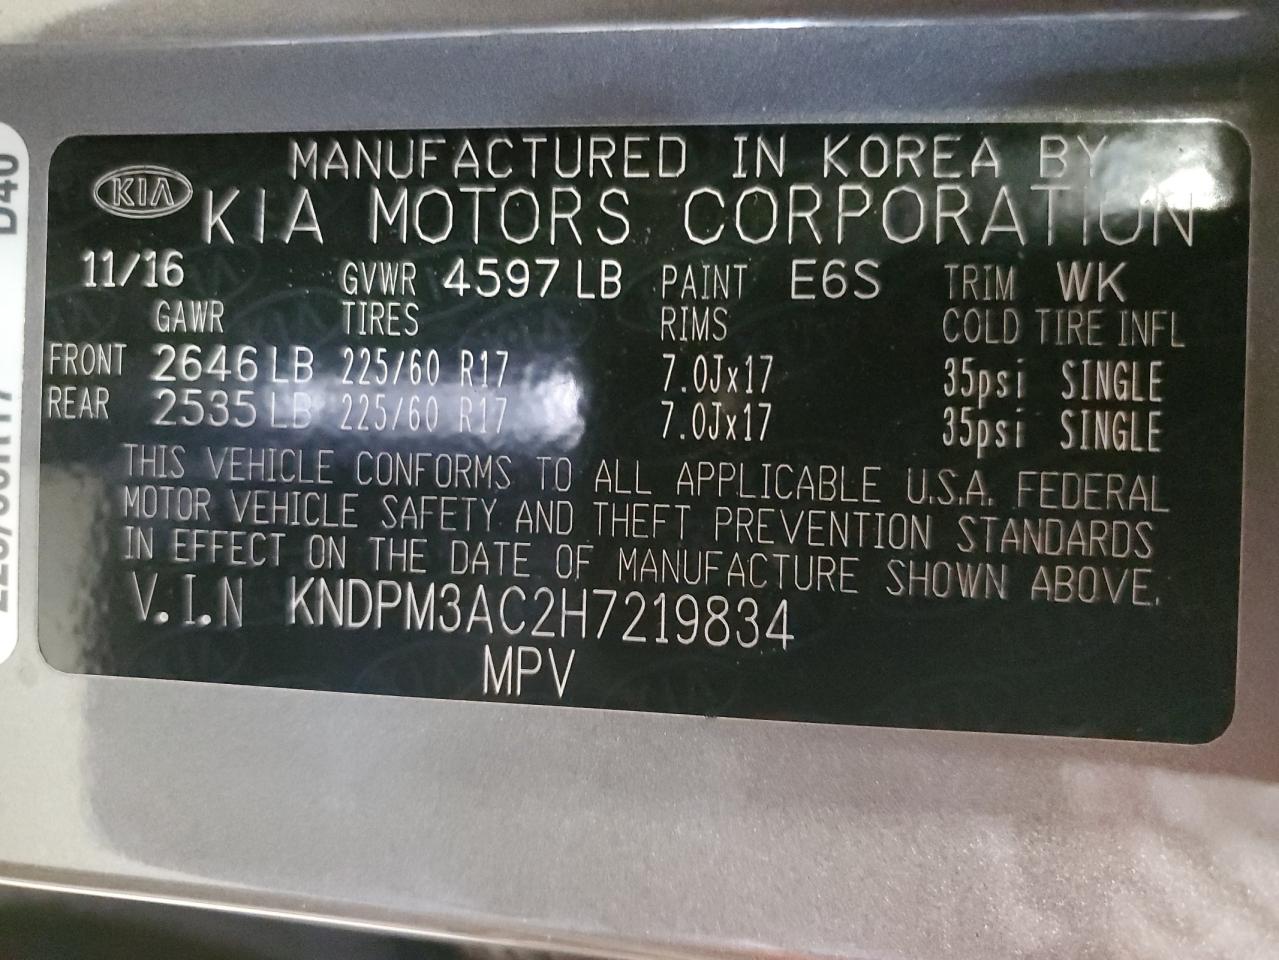 MANUFACTURED IN KOREA BY
KIA
KIA MOTORS CORPORATION
11/16 GVWR 4597 LB PAINT E6S TRIM WK
GAWR TIRES RIMS COLD TIRE INFL
FRONT 2646 LB 225/60 R17 7.0Jx17 35psi SINGLE
REAR 2535 LB 225/60 R17 7.0Jx17 35psi SINGLE
THIS VEHICLE CONFORMS TO ALL APPLICABLE U.S.A. FEDERAL
MOTOR VEHICLE SAFETY AND THEFT PREVENTION STANDARDS
IN EFFECT ON THE DATE OF MANUFACTURE SHOWN ABOVE.
V.I.N KNDPM3AC2H7219834
MPV